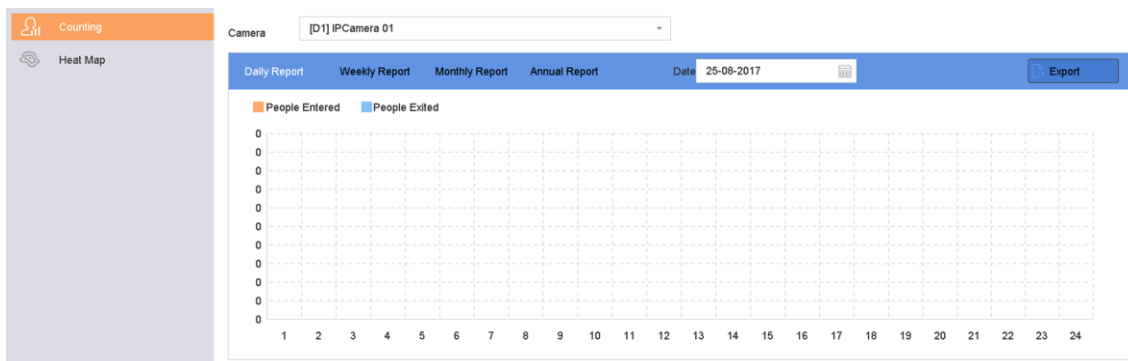 Counting
Heat Map
Camera [D1] IPCamera 01
Daily Report Weekly Report Monthly Report Annual Report Date 25-08-2017 Export
People Entered People Exited
0
0
0
0
0
0
0
0
0
0
0
1 2 3 4 5 6 7 8 9 10 11 12 13 14 15 16 17 18 19 20 21 22 23 24